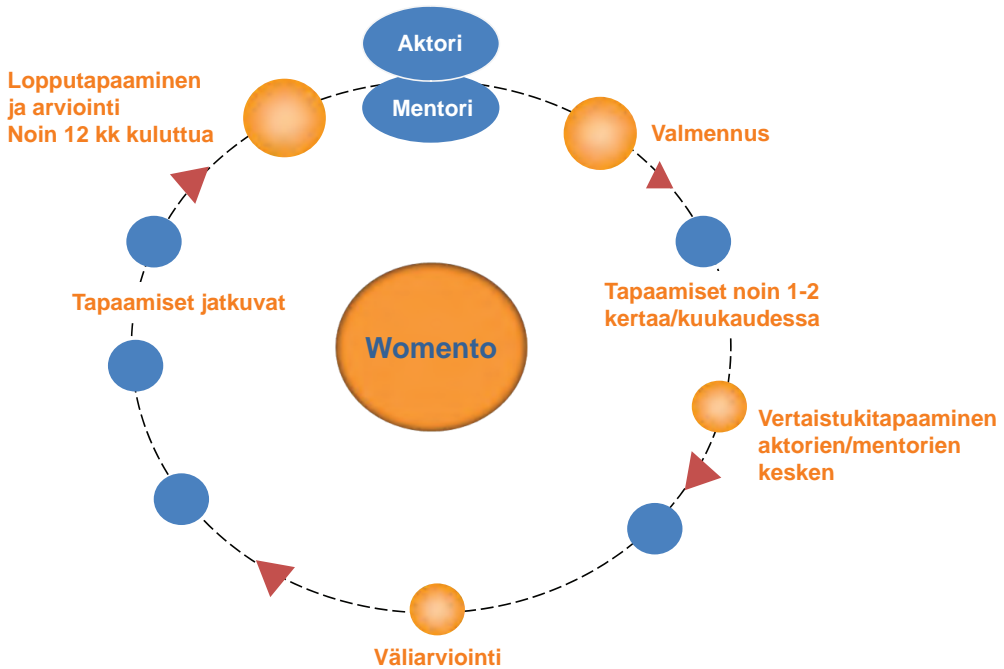 Aktori
Mentori
Lopputapaaminen
ja arviointi
Noin 12 kk kuluttua
Valmennus
Tapaamiset jatkuvat
Tapaamiset noin 1-2
kertaa/kuukaudessa
Womento
Vertaistukitapaaminen
aktorien/mentorien
kesken
Väliarviointi